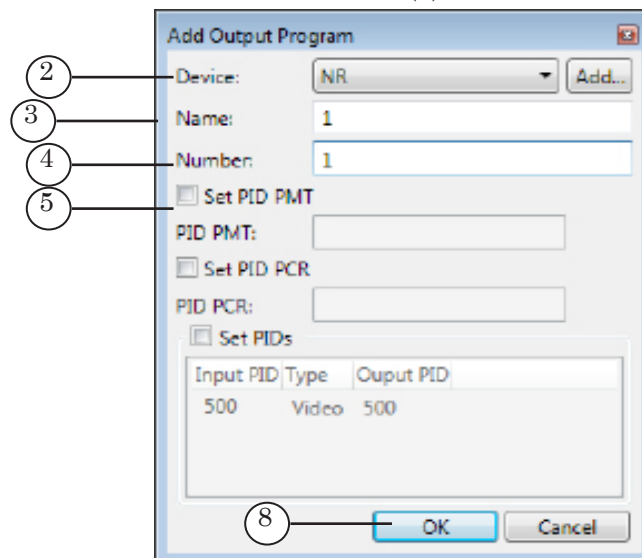 Add Output Program
2 Device: NR Add...
3 Name: 1
4 Number: 1
5 Set PID PMT
PID PMT:
Set PID PCR
PID PCR:
Set PIDs
Input PID Type Ouput PID
500 Video 500
8 OK Cancel